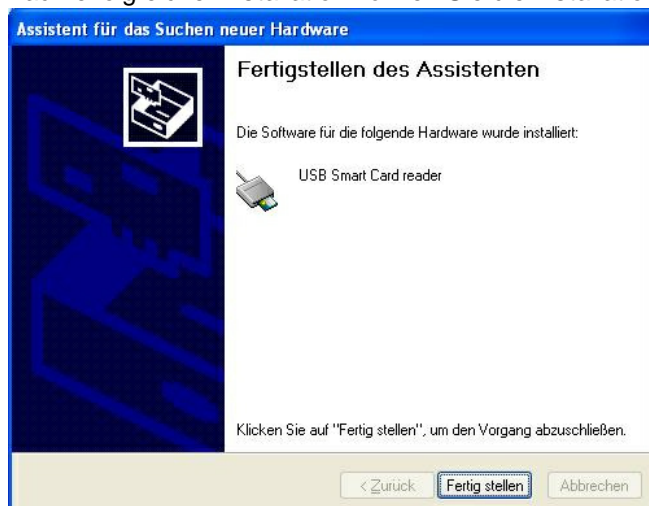 Assistent für das Suchen neuer Hardware
Fertigstellen des Assistenten
Die Software für die folgende Hardware wurde installiert:
USB Smart Card reader
Klicken Sie auf "Fertig stellen", um den Vorgang abzuschließen.
< Zurück Fertig stellen Abbrechen